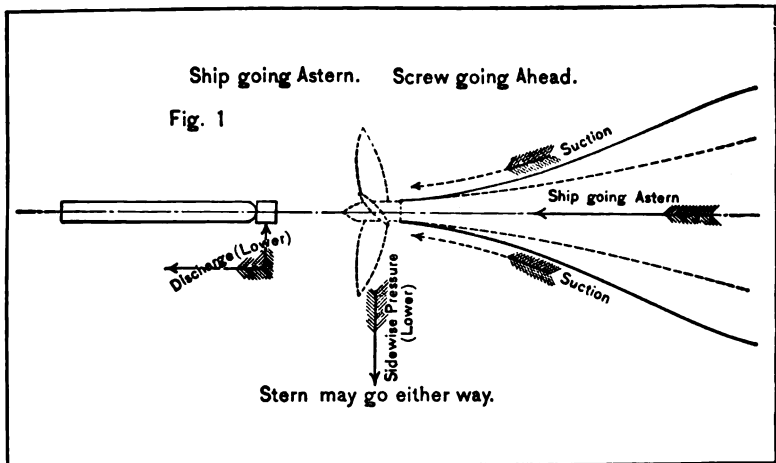 Ship going Astern. Screw going Ahead.
Fig. 1
Suction
Ship going Astern
Discharge (Lower)
Suction
Sidewise Pressure
(Lower)
Stern may go either way.